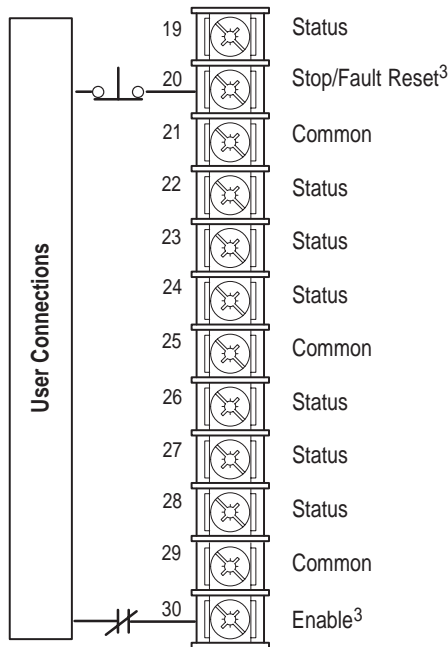 User Connections
19 Status
20 Stop/Fault Reset3
21 Common
22 Status
23 Status
24 Status
25 Common
26 Status
27 Status
28 Status
29 Common
30 Enable3